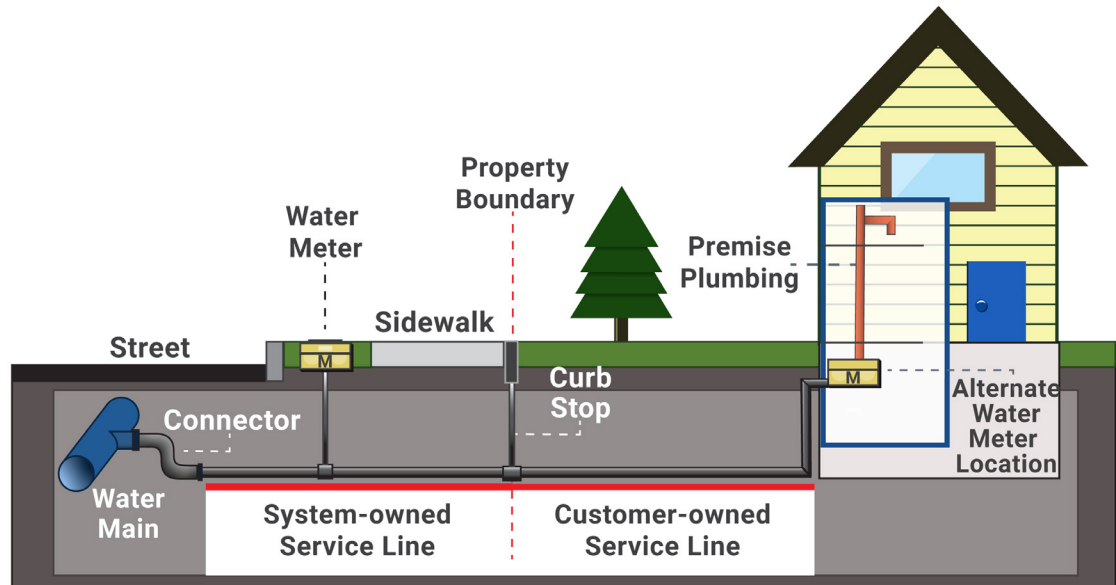 Property
Boundary
Water
Meter
Premise
Plumbing
Sidewalk
Street
M
Curb
Stop
M
Alternate
Water
Meter
Location
Connector
Water
Main
System-owned
Service Line
Customer-owned
Service Line